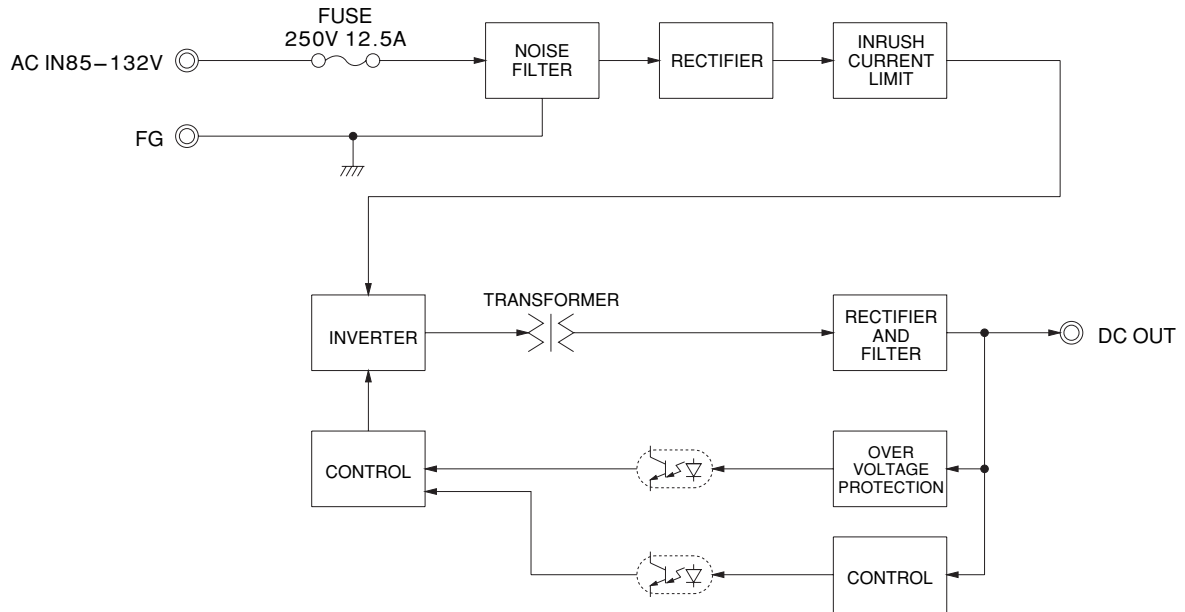 FUSE
250V 12.5A
AC IN85–132V
NOISE
FILTER
RECTIFIER
INRUSH
CURRENT
LIMIT
FG
TRANSFORMER
INVERTER
RECTIFIER
AND
FILTER
DC OUT
CONTROL
OVER
VOLTAGE
PROTECTION
CONTROL